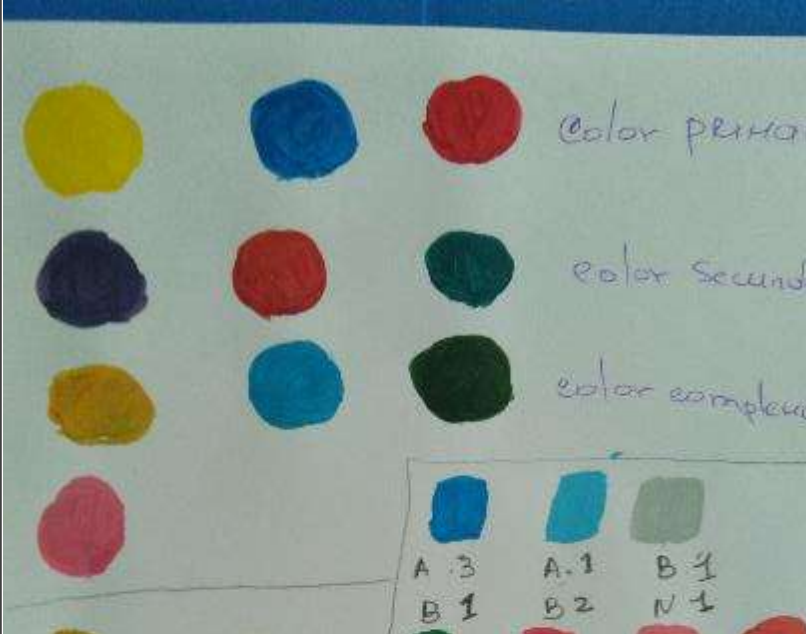 Color prima
color secund
color complem
A .3 A.1 B 1
B 1 B 2 N 1